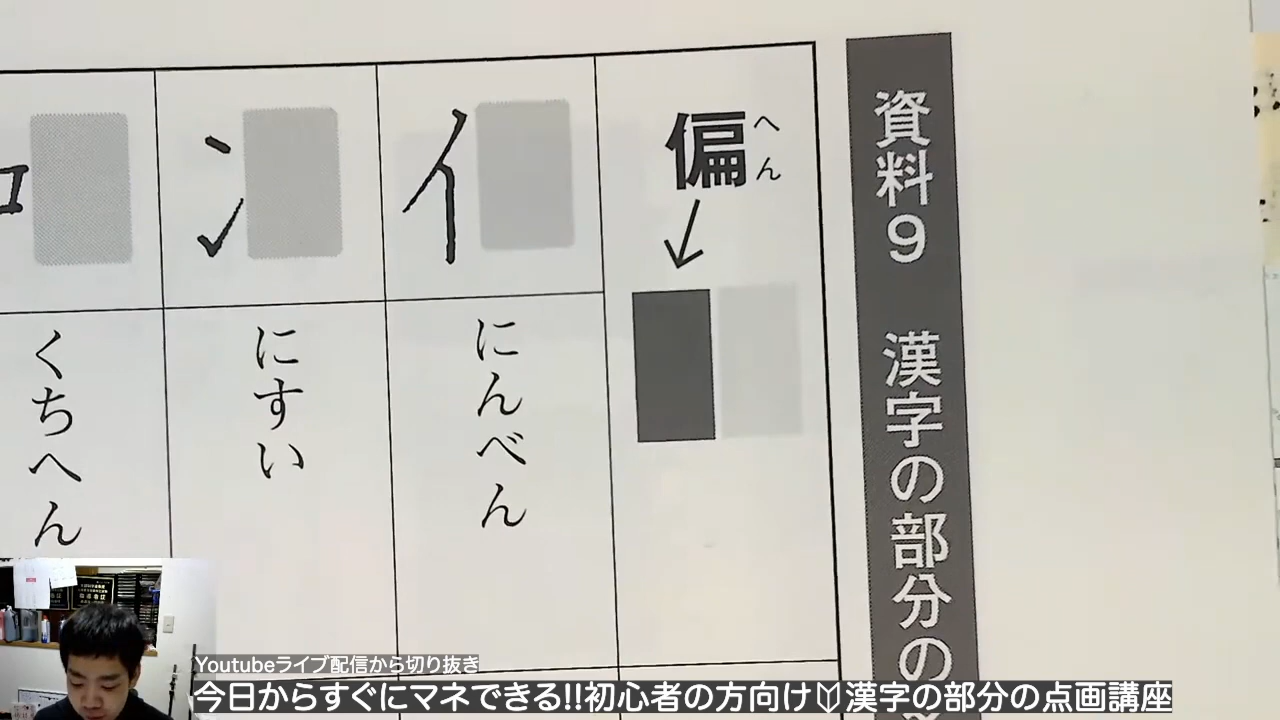 資料9 漢字の部分の
偏
へん
イ
にんべん
冫
にすい
口
くちへん
Youtubeライブ配信から切り抜き
今日からすぐにマネできる!!初心者の方向け🔰漢字の部分の点画講座